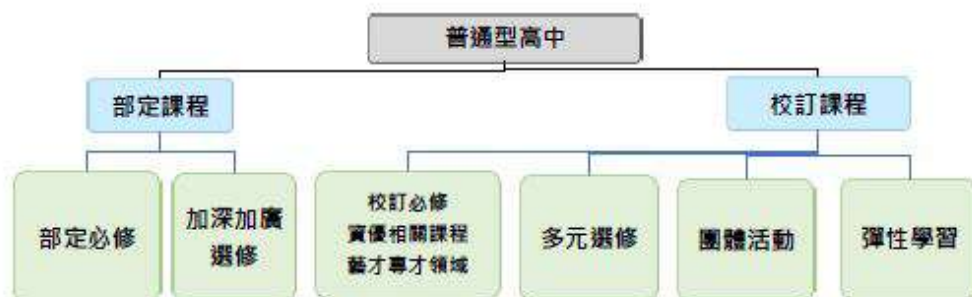 普通型高中
部定課程
校訂課程
部定必修
加深加廣
選修
校訂必修
資優相關課程
藝才專才領域
多元選修
團體活動
彈性學習